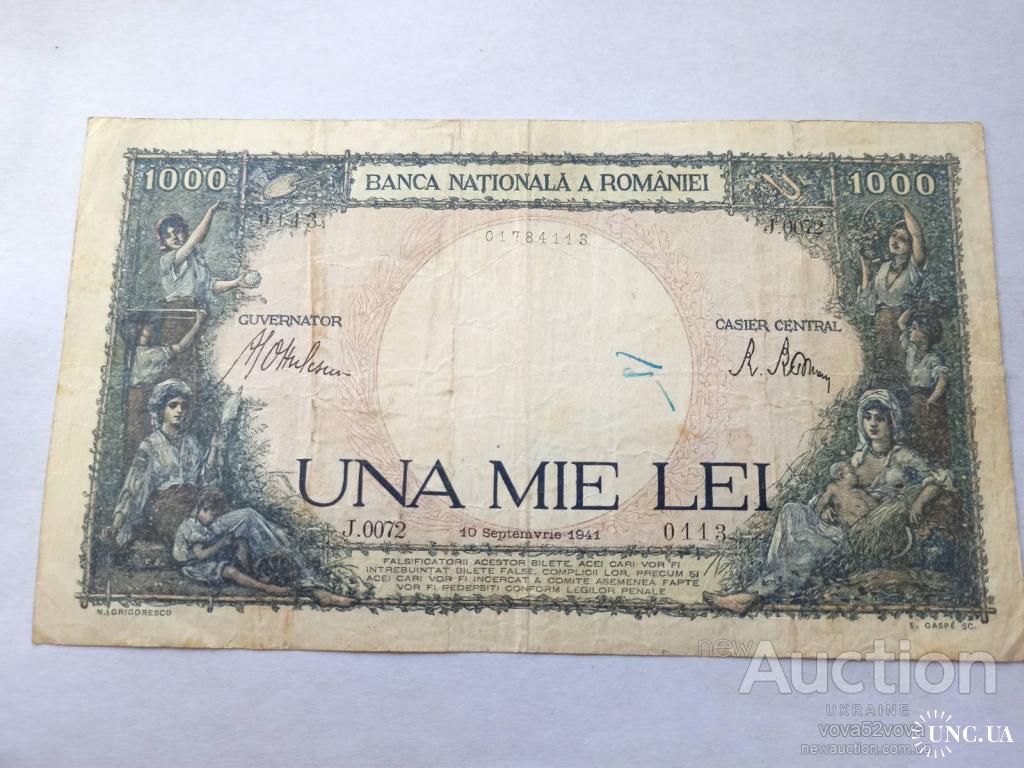 1000 BANCA NAȚIONALĂ A ROMÂNIEI 1000
0113 J.0072
01784113
GUVERNATOR CASIER CENTRAL
UNA MIE LEI
J.0072 10 Septemvrie 1941 0113
FALSIFICATORII ACESTOR BILETE, ACEI CARI VOR FI
INTREBUINTAT BILETE FALSE, COMPLICII LOR, PRECUM ȘI
ACEI CARI VOR FI INCERCAT A COMITE ASEMENEA FAPTE
VOR FI PEDEPSITI CONFORM LEGILOR PENALE
N. GRIGORESCU E. GASPÉ SC.
new Auction
UKRAINE
vova52vova
newauction.com.ua
UNC.UA